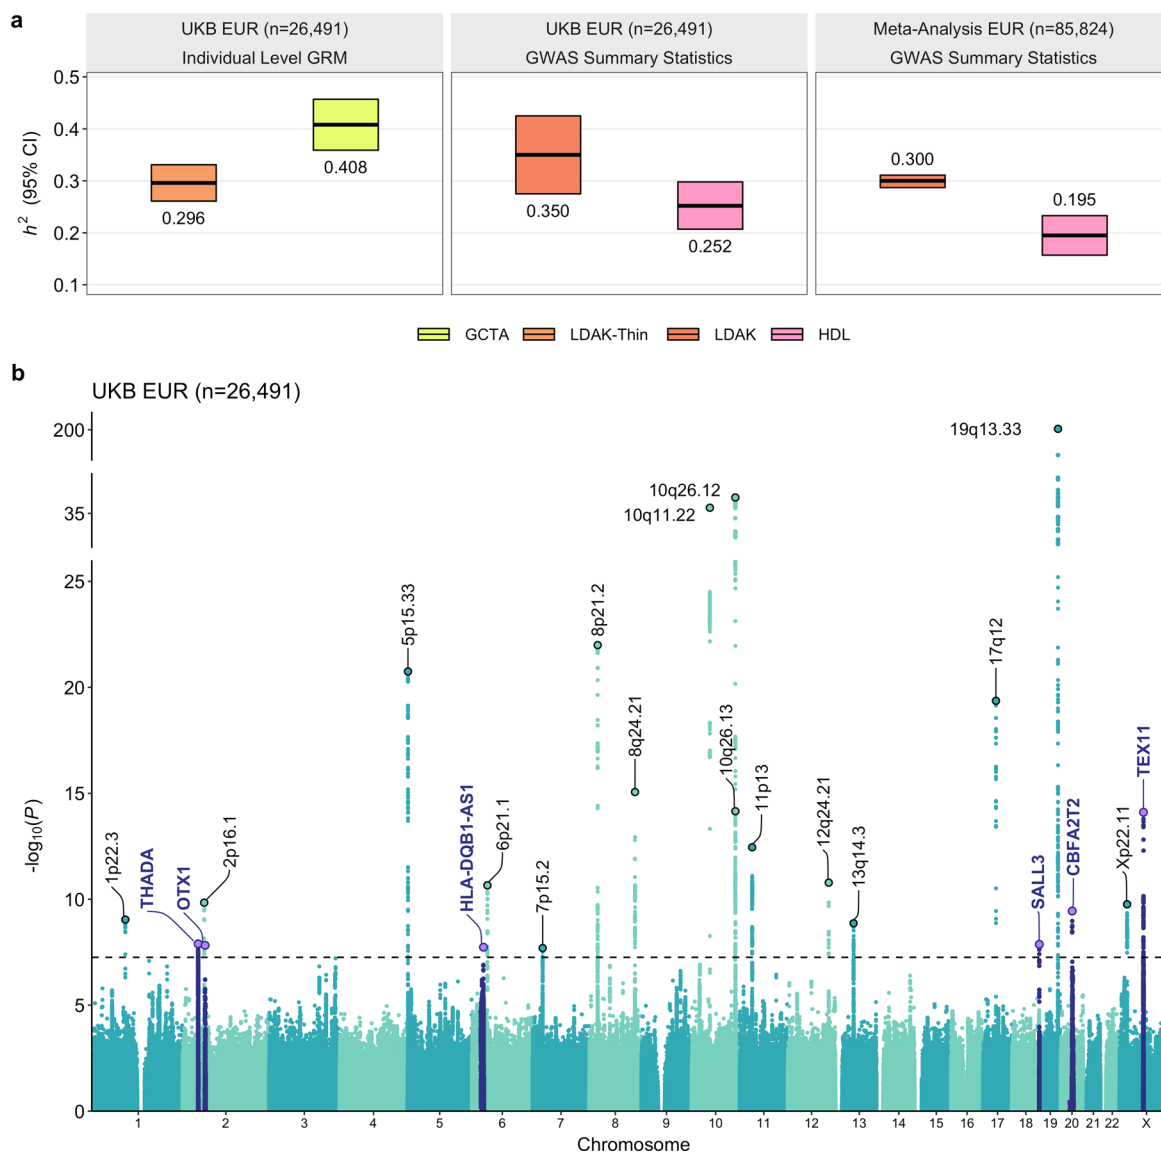 a
UKB EUR (n=26,491)
Individual Level GRM
UKB EUR (n=26,491)
GWAS Summary Statistics
Meta-Analysis EUR (n=85,824)
GWAS Summary Statistics
h² (95% CI)
0.5
0.4
0.3
0.2
0.1
0.296
0.408
0.350
0.252
0.300
0.195
GCTA
LDAK-Thin
LDAK
HDL
b
UKB EUR (n=26,491)
-log₁₀(P)
200
35
25
20
15
10
5
0
1p22.3
THADA
OTX1
2p16.1
5p15.33
HLA-DQB1-AS1
6p21.1
7p15.2
8p21.2
8q24.21
10q11.22
10q26.12
10q26.13
11p13
12q24.21
13q14.3
17q12
SALL3
19q13.33
CBFA2T2
Xp22.11
TEX11
1 2 3 4 5 6 7 8 9 10 11 12 13 14 15 16 17 18 19 20 21 22 X
Chromosome